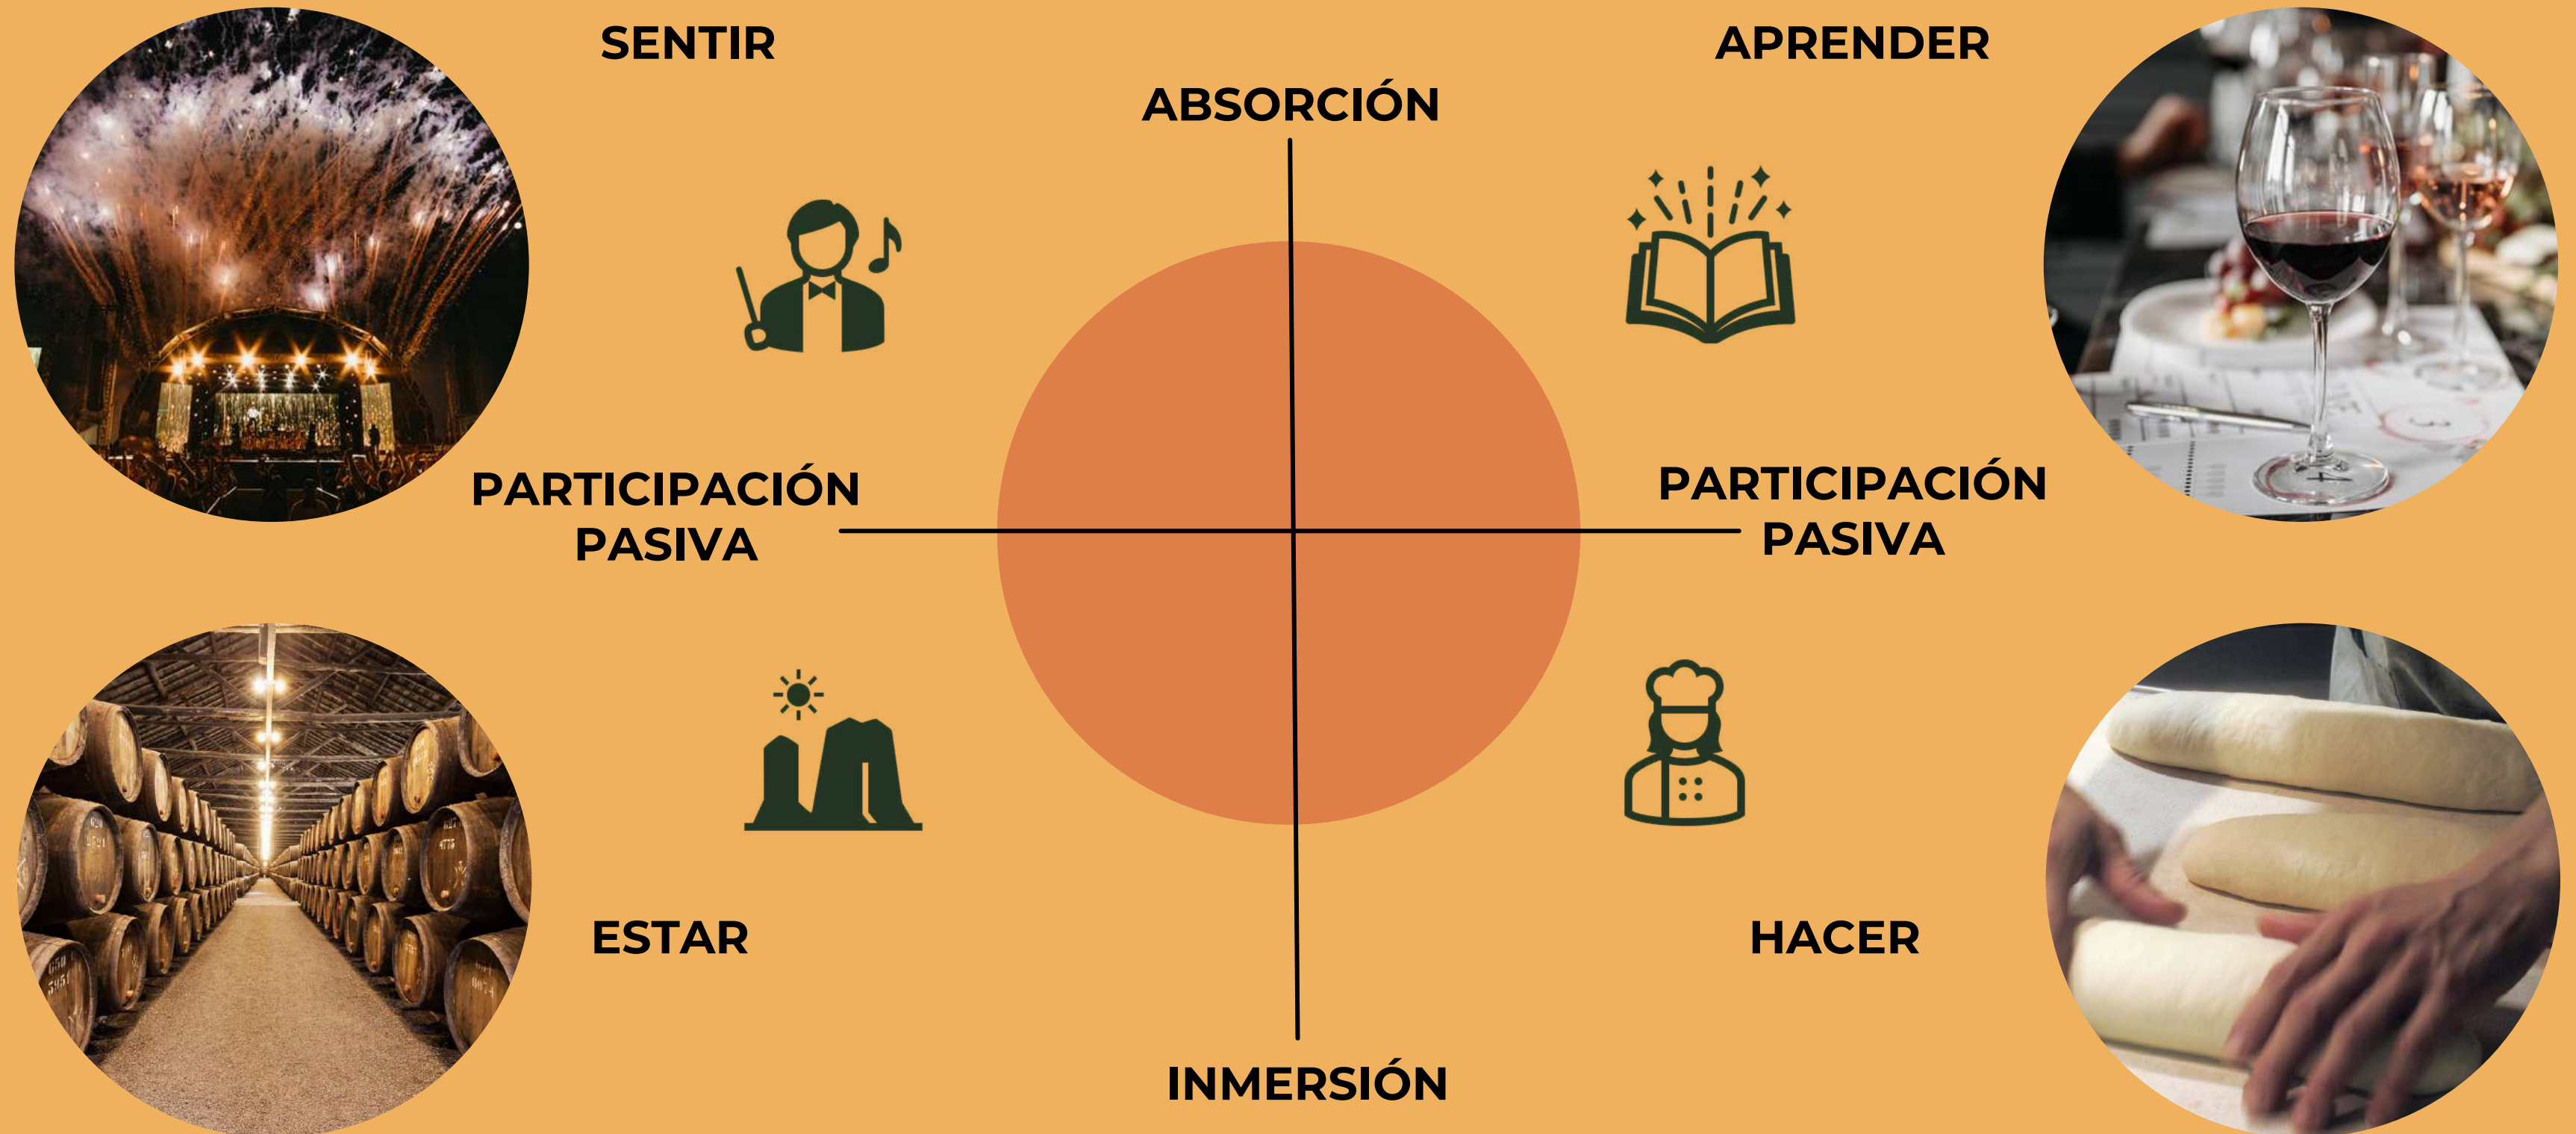 SENTIR
APRENDER
ABSORCIÓN
PARTICIPACIÓN
PASIVA
PARTICIPACIÓN
PASIVA
ESTAR
HACER
INMERSIÓN